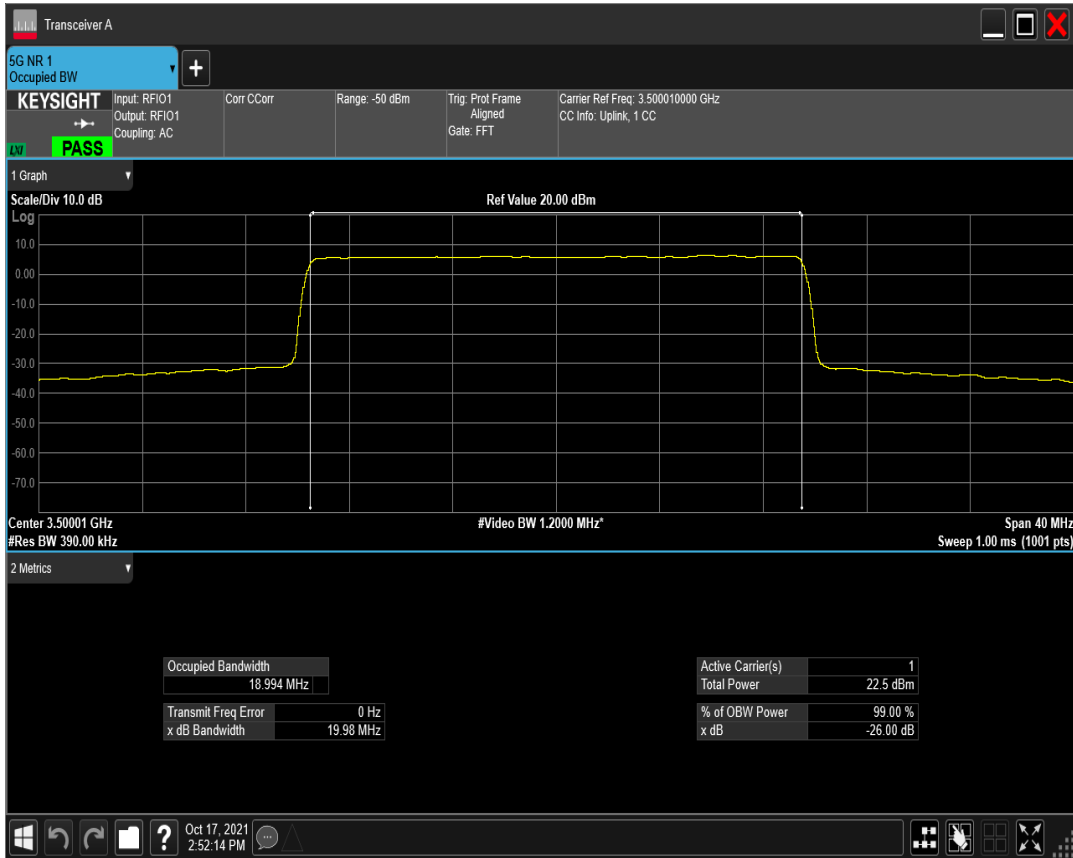 Transceiver A
5G NR 1
Occupied BW
KEYSIGHT
LXI
PASS
Input: RFIO1
Output: RFIO1
Coupling: AC
Corr CCorr
Range: -50 dBm
Trig: Prot Frame
Aligned
Gate: FFT
Carrier Ref Freq: 3.500010000 GHz
CC Info: Uplink, 1 CC
1 Graph
Scale/Div 10.0 dB
Ref Value 20.00 dBm
Log
10.0
0.00
-10.0
-20.0
-30.0
-40.0
-50.0
-60.0
-70.0
Center 3.50001 GHz
#Video BW 1.2000 MHz*
Span 40 MHz
#Res BW 390.00 kHz
Sweep 1.00 ms (1001 pts)
2 Metrics
Occupied Bandwidth
18.994 MHz
Transmit Freq Error 0 Hz
x dB Bandwidth 19.98 MHz
Active Carrier(s) 1
Total Power 22.5 dBm
% of OBW Power 99.00 %
x dB -26.00 dB
Oct 17, 2021
2:52:14 PM